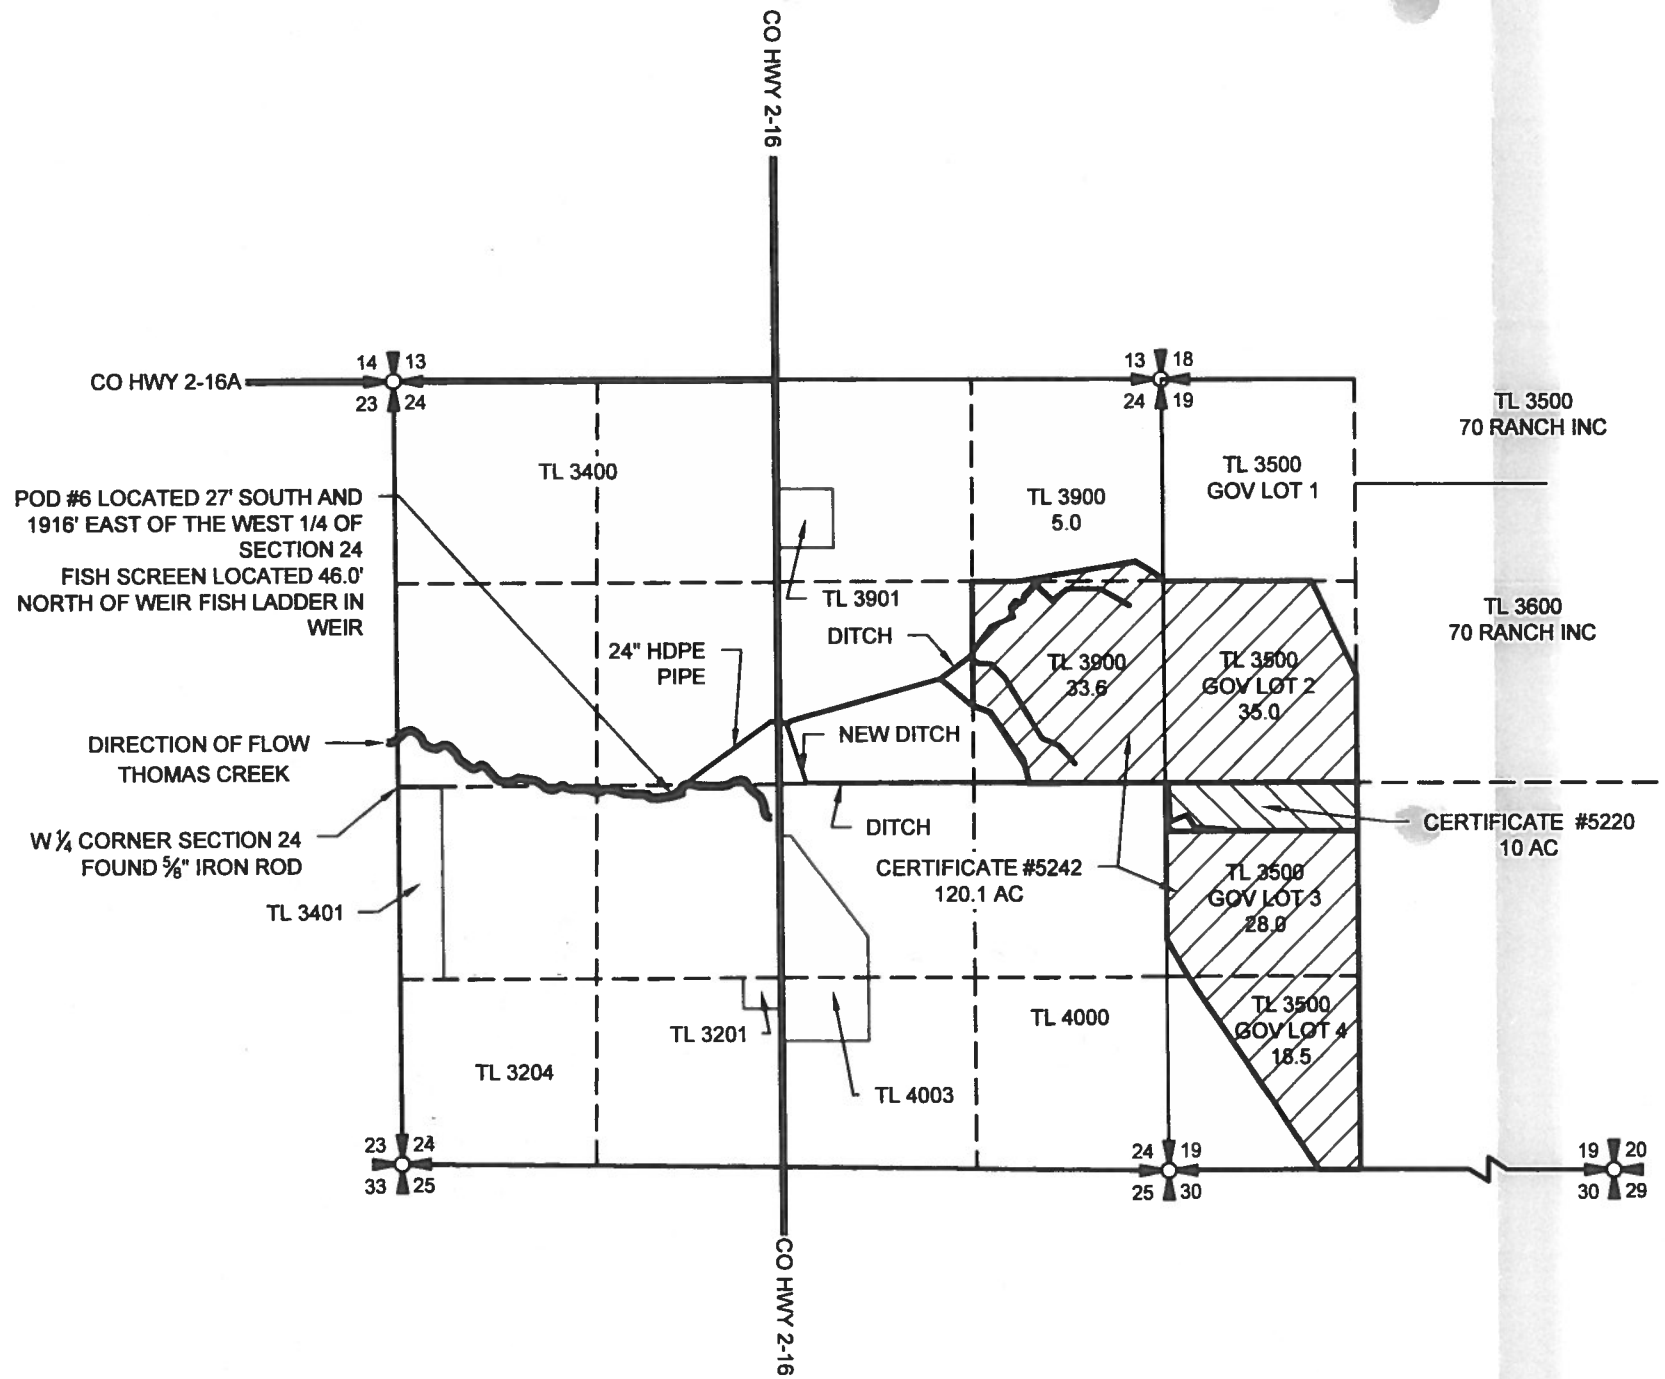 CO HWY 2-16
14 13
23 24
CO HWY 2-16A
13 18
24 19
TL 3500
70 RANCH INC
TL 3400
TL 3500
GOV LOT 1
TL 3900
5.0
POD #6 LOCATED 27' SOUTH AND
1916' EAST OF THE WEST 1/4 OF
SECTION 24
FISH SCREEN LOCATED 46.0'
NORTH OF WEIR FISH LADDER IN
WEIR
TL 3901
TL 3600
70 RANCH INC
DITCH
24" HDPE
PIPE
TL 3900
33.6
TL 3500
GOV LOT 2
35.0
NEW DITCH
DIRECTION OF FLOW
THOMAS CREEK
DITCH
CERTIFICATE #5220
10 AC
W ¼ CORNER SECTION 24
FOUND ⅝" IRON ROD
CERTIFICATE #5242
120.1 AC
TL 3500
GOV LOT 3
28.0
TL 3401
TL 3201
TL 4000
TL 3500
GOV LOT 4
18.5
TL 3204
TL 4003
23 24
33 25
24 19
25 30
19 20
30 29
CO HWY 2-16